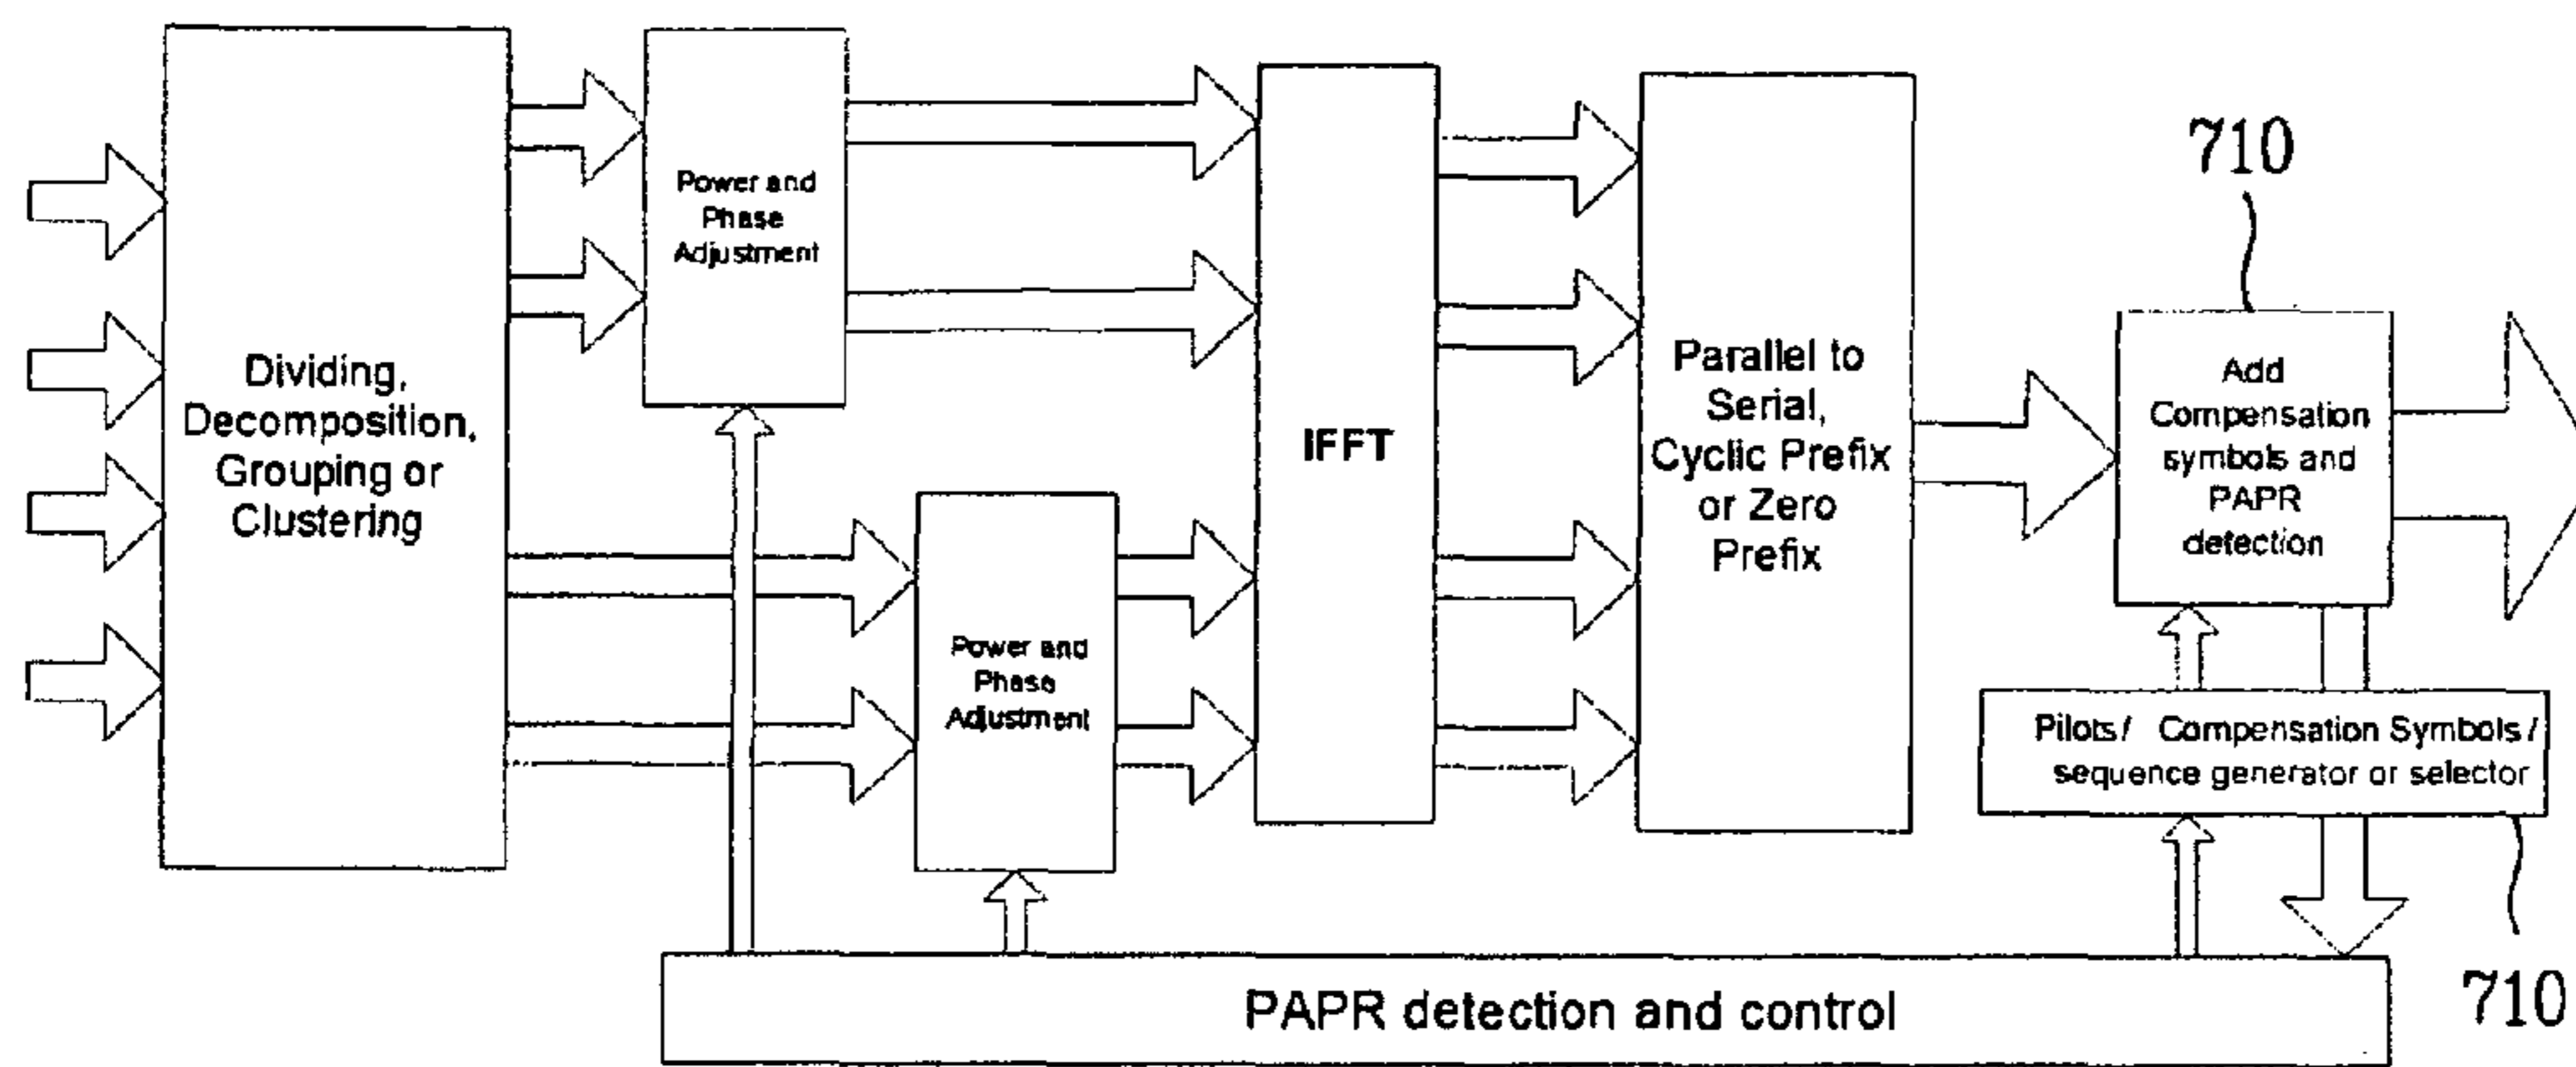 Dividing,
Decomposition,
Grouping or
Clustering
Power and
Phase
Adjustment
Power and
Phase
Adjustment
IFFT
Parallel to
Serial,
Cyclic Prefix
or Zero
Prefix
710
Add
Compensation
symbols and
PAPR
detection
Pilots/ Compensation Symbols/
sequence generator or selector
710
PAPR detection and control